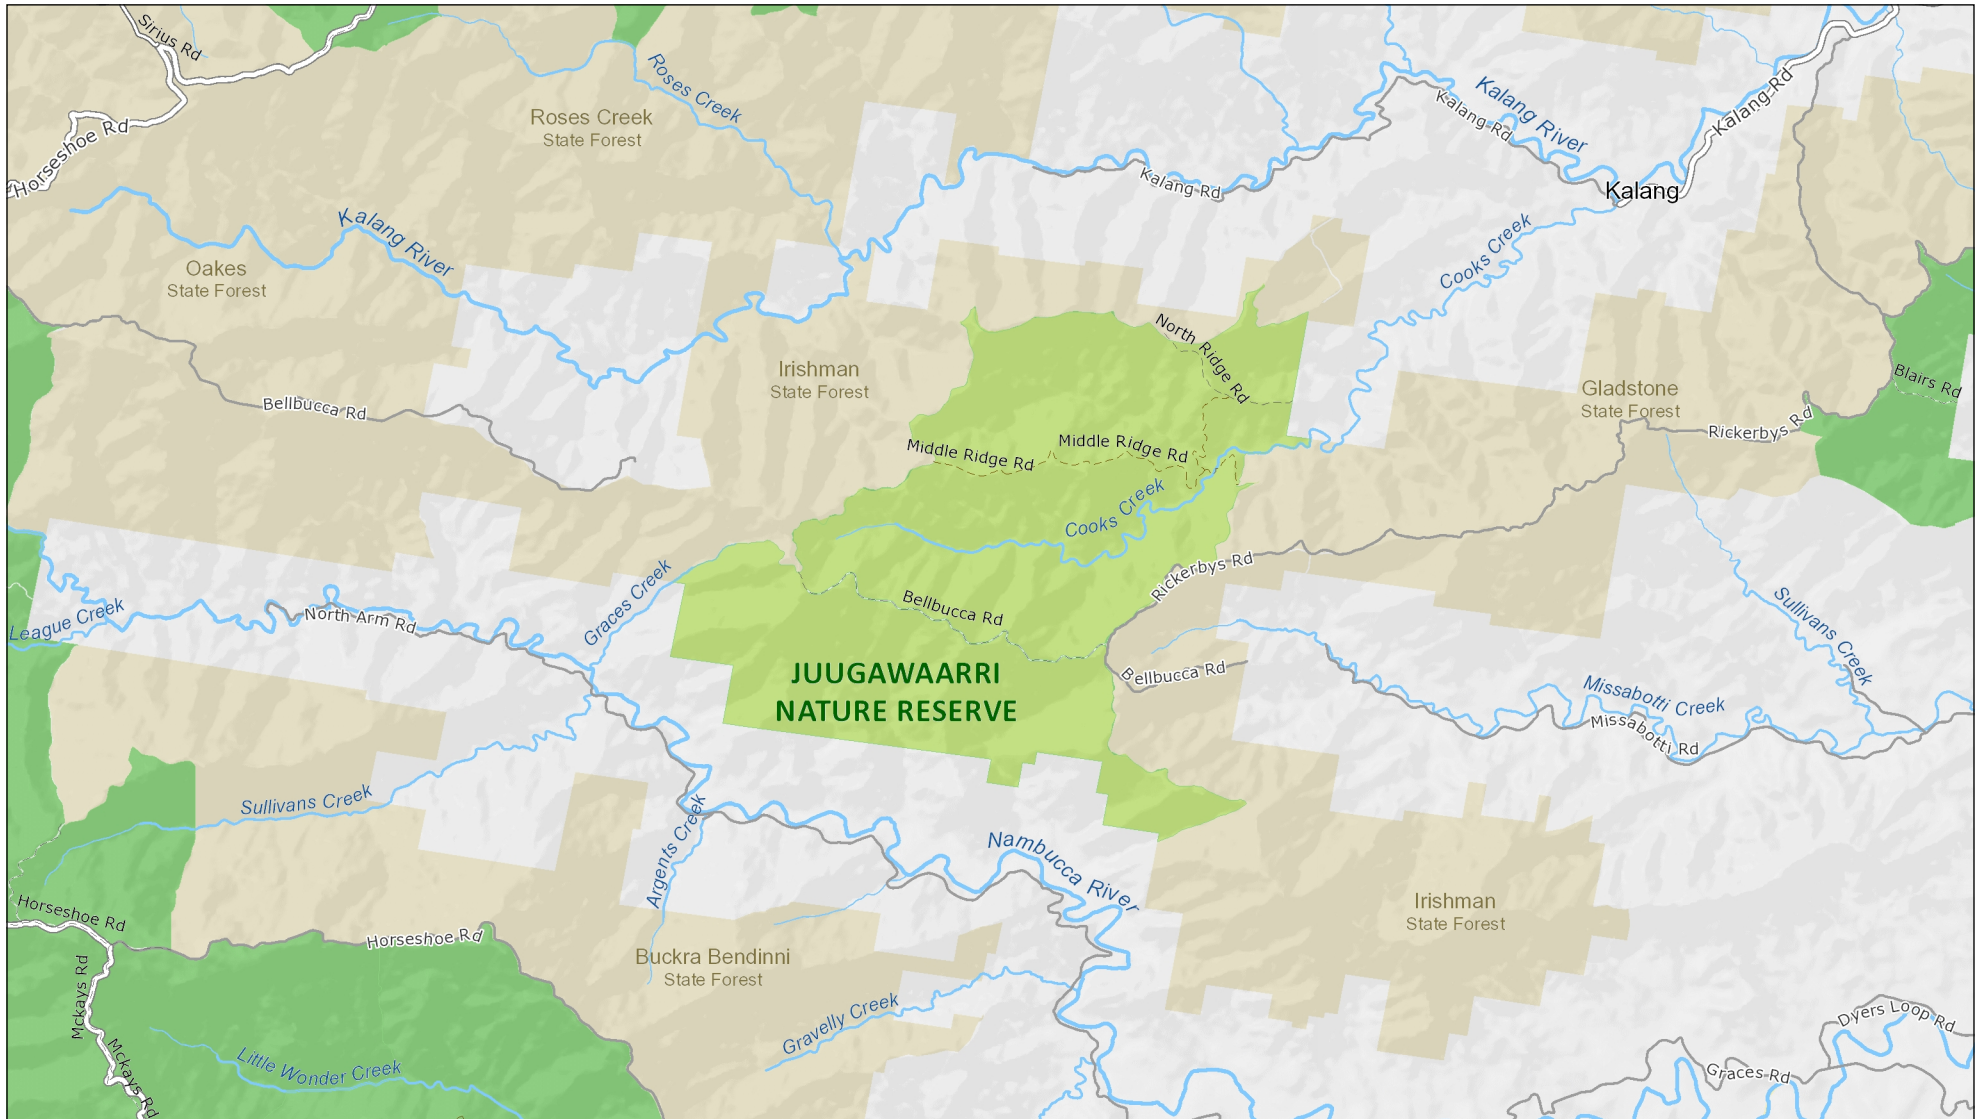 Sirius Rd
Roses Creek
Kalang River
Kalang Rd
Kalang Rd
Roses Creek
State Forest
Horseshoe Rd
Kalang Rd
Kalang
Kalang River
Cooks Creek
Oakes
State Forest
North Ridge Rd
Irishman
State Forest
Gladstone
State Forest
Blairs Rd
Bellbucca Rd
Rickerbys Rd
Middle Ridge Rd
Middle Ridge Rd
Cooks Creek
Rickerbys Rd
Graces Creek
Bellbucca Rd
League Creek
North Arm Rd
Sullivans Creek
Bellbucca Rd
JUUGAWAARRI
NATURE RESERVE
Missabotti Creek
Missabotti Rd
Sullivans Creek
Argents Creek
Nambucca River
Horseshoe Rd
Horseshoe Rd
Irishman
State Forest
Buckra Bendinni
State Forest
Mckays Rd
Gravelly Creek
Dyers Loop Rd
Little Wonder Creek
Mckays Rd
Graces Rd